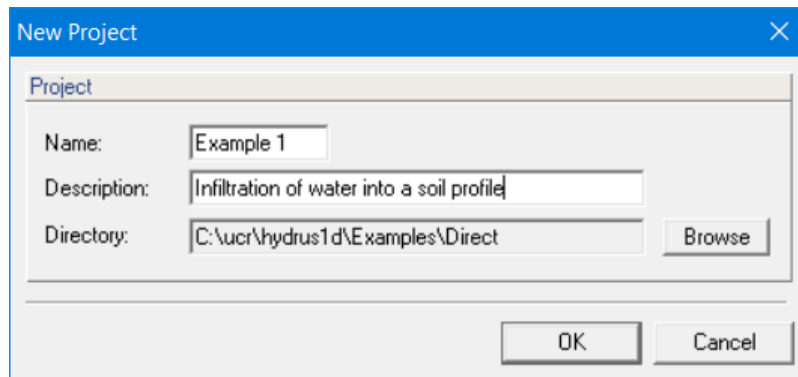 New Project
Project
Name: Example 1
Description: Infiltration of water into a soil profile
Directory: C:\ucr\hydrus1d\Examples\Direct Browse
OK Cancel